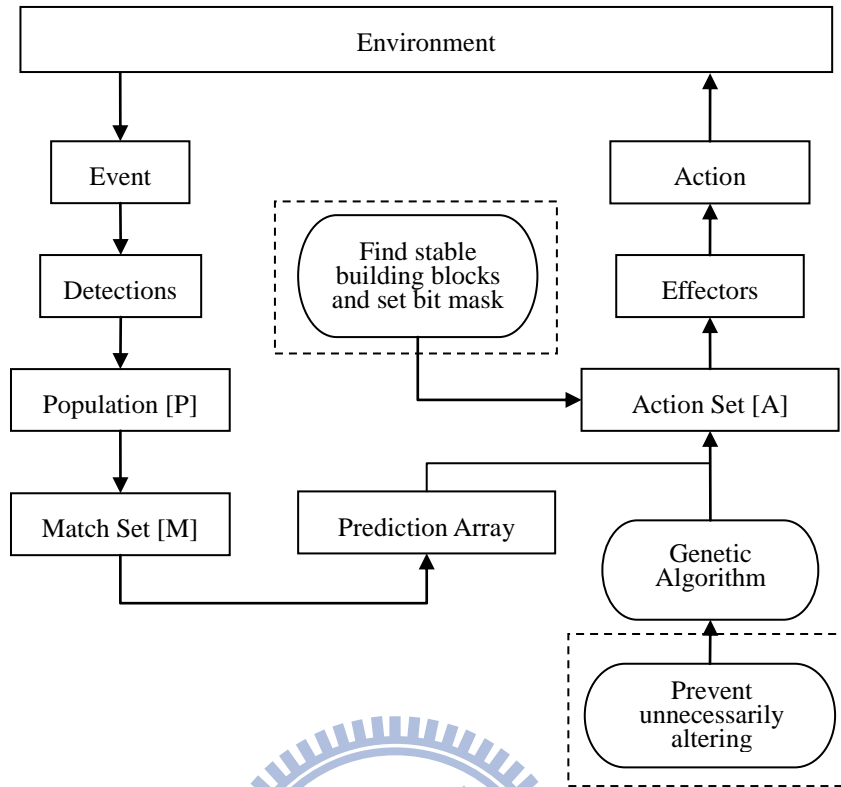 Environment
Event
Action
Find stable
building blocks
and set bit mask
Detections
Effectors
Population [P]
Action Set [A]
Match Set [M]
Prediction Array
Genetic
Algorithm
Prevent
unnecessarily
altering